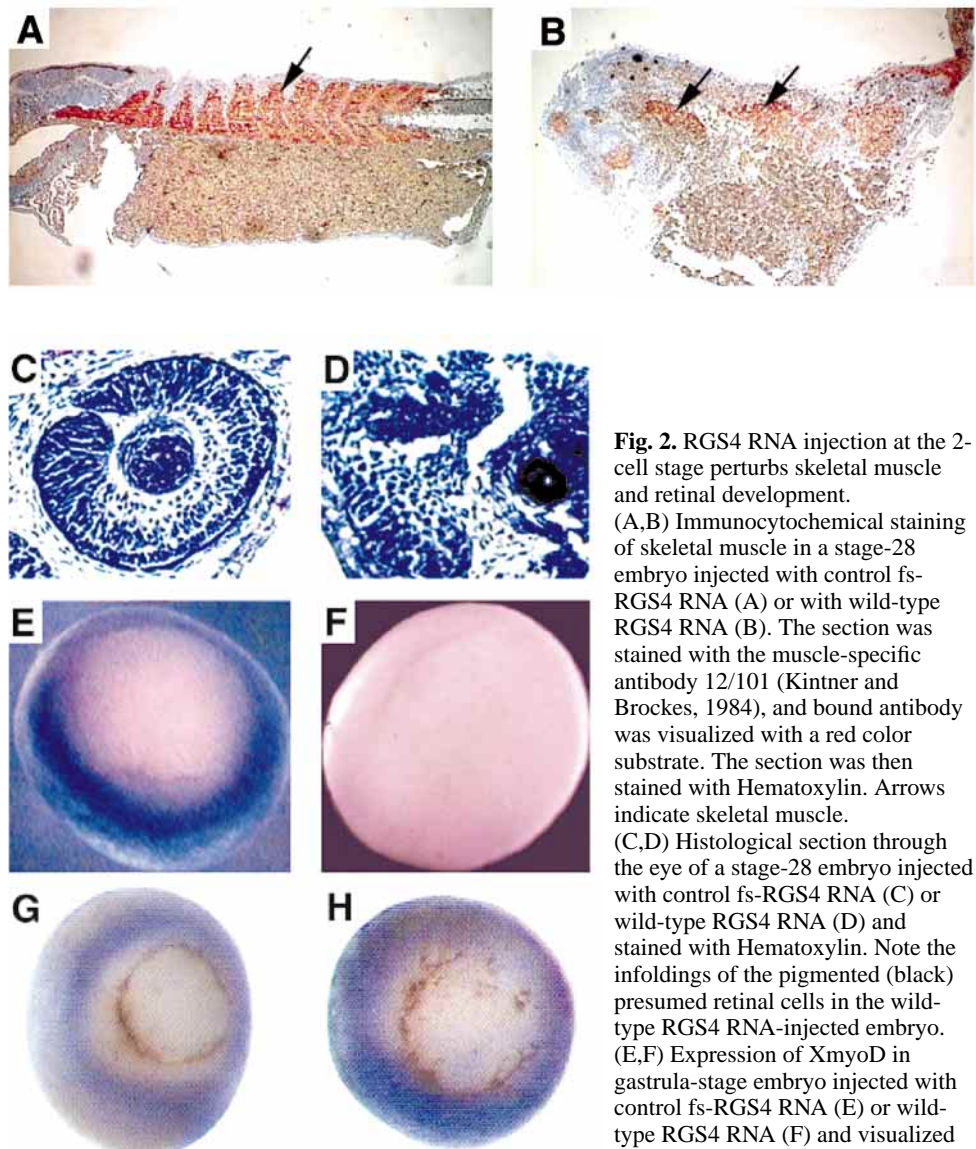 A
B
C
D
E
F
G
H
Fig. 2. RGS4 RNA injection at the 2-
cell stage perturbs skeletal muscle
and retinal development.
(A,B) Immunocytochemical staining
of skeletal muscle in a stage-28
embryo injected with control fs-
RGS4 RNA (A) or with wild-type
RGS4 RNA (B). The section was
stained with the muscle-specific
antibody 12/101 (Kintner and
Brockes, 1984), and bound antibody
was visualized with a red color
substrate. The section was then
stained with Hematoxylin. Arrows
indicate skeletal muscle.
(C,D) Histological section through
the eye of a stage-28 embryo injected
with control fs-RGS4 RNA (C) or
wild-type RGS4 RNA (D) and
stained with Hematoxylin. Note the
infoldings of the pigmented (black)
presumed retinal cells in the wild-
type RGS4 RNA-injected embryo.
(E,F) Expression of XmyoD in
gastrula-stage embryo injected with
control fs-RGS4 RNA (E) or wild-
type RGS4 RNA (F) and visualized